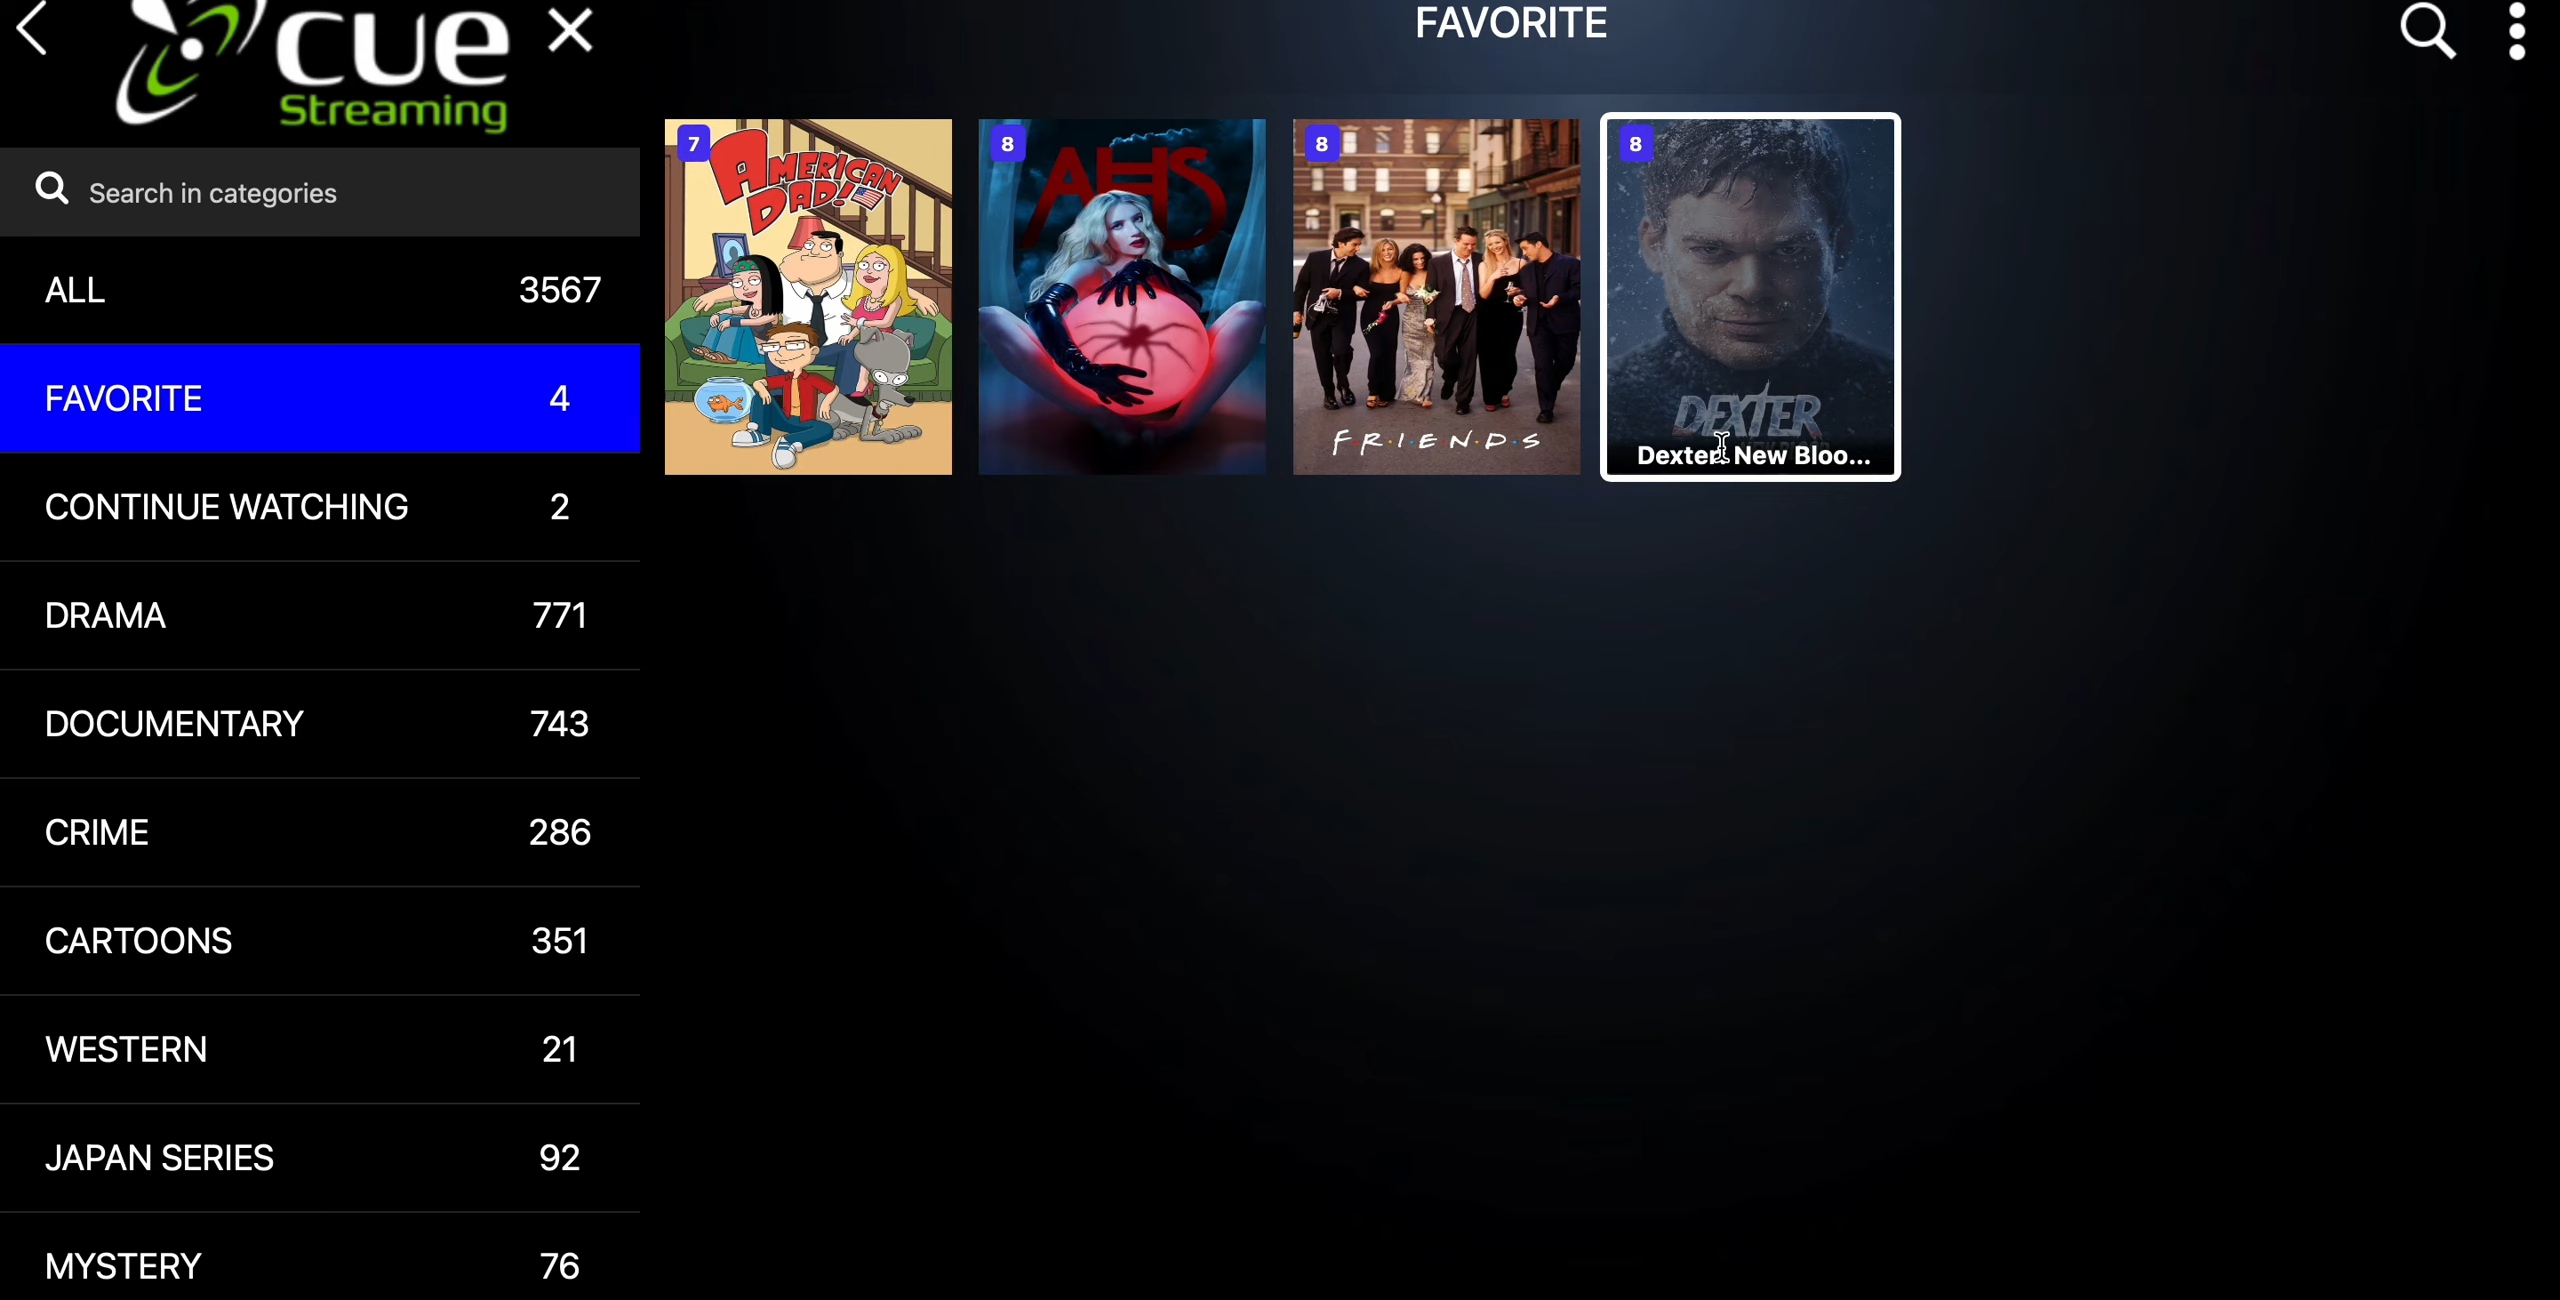 cue
Streaming
FAVORITE
Search in categories
ALL 3567
FAVORITE 4
CONTINUE WATCHING 2
DRAMA 771
DOCUMENTARY 743
CRIME 286
CARTOONS 351
WESTERN 21
JAPAN SERIES 92
MYSTERY 76
7
AMERICAN
DAD!
8
AHS
8
F·R·I·E·N·D·S
8
DEXTER
Dexter: New Bloo...